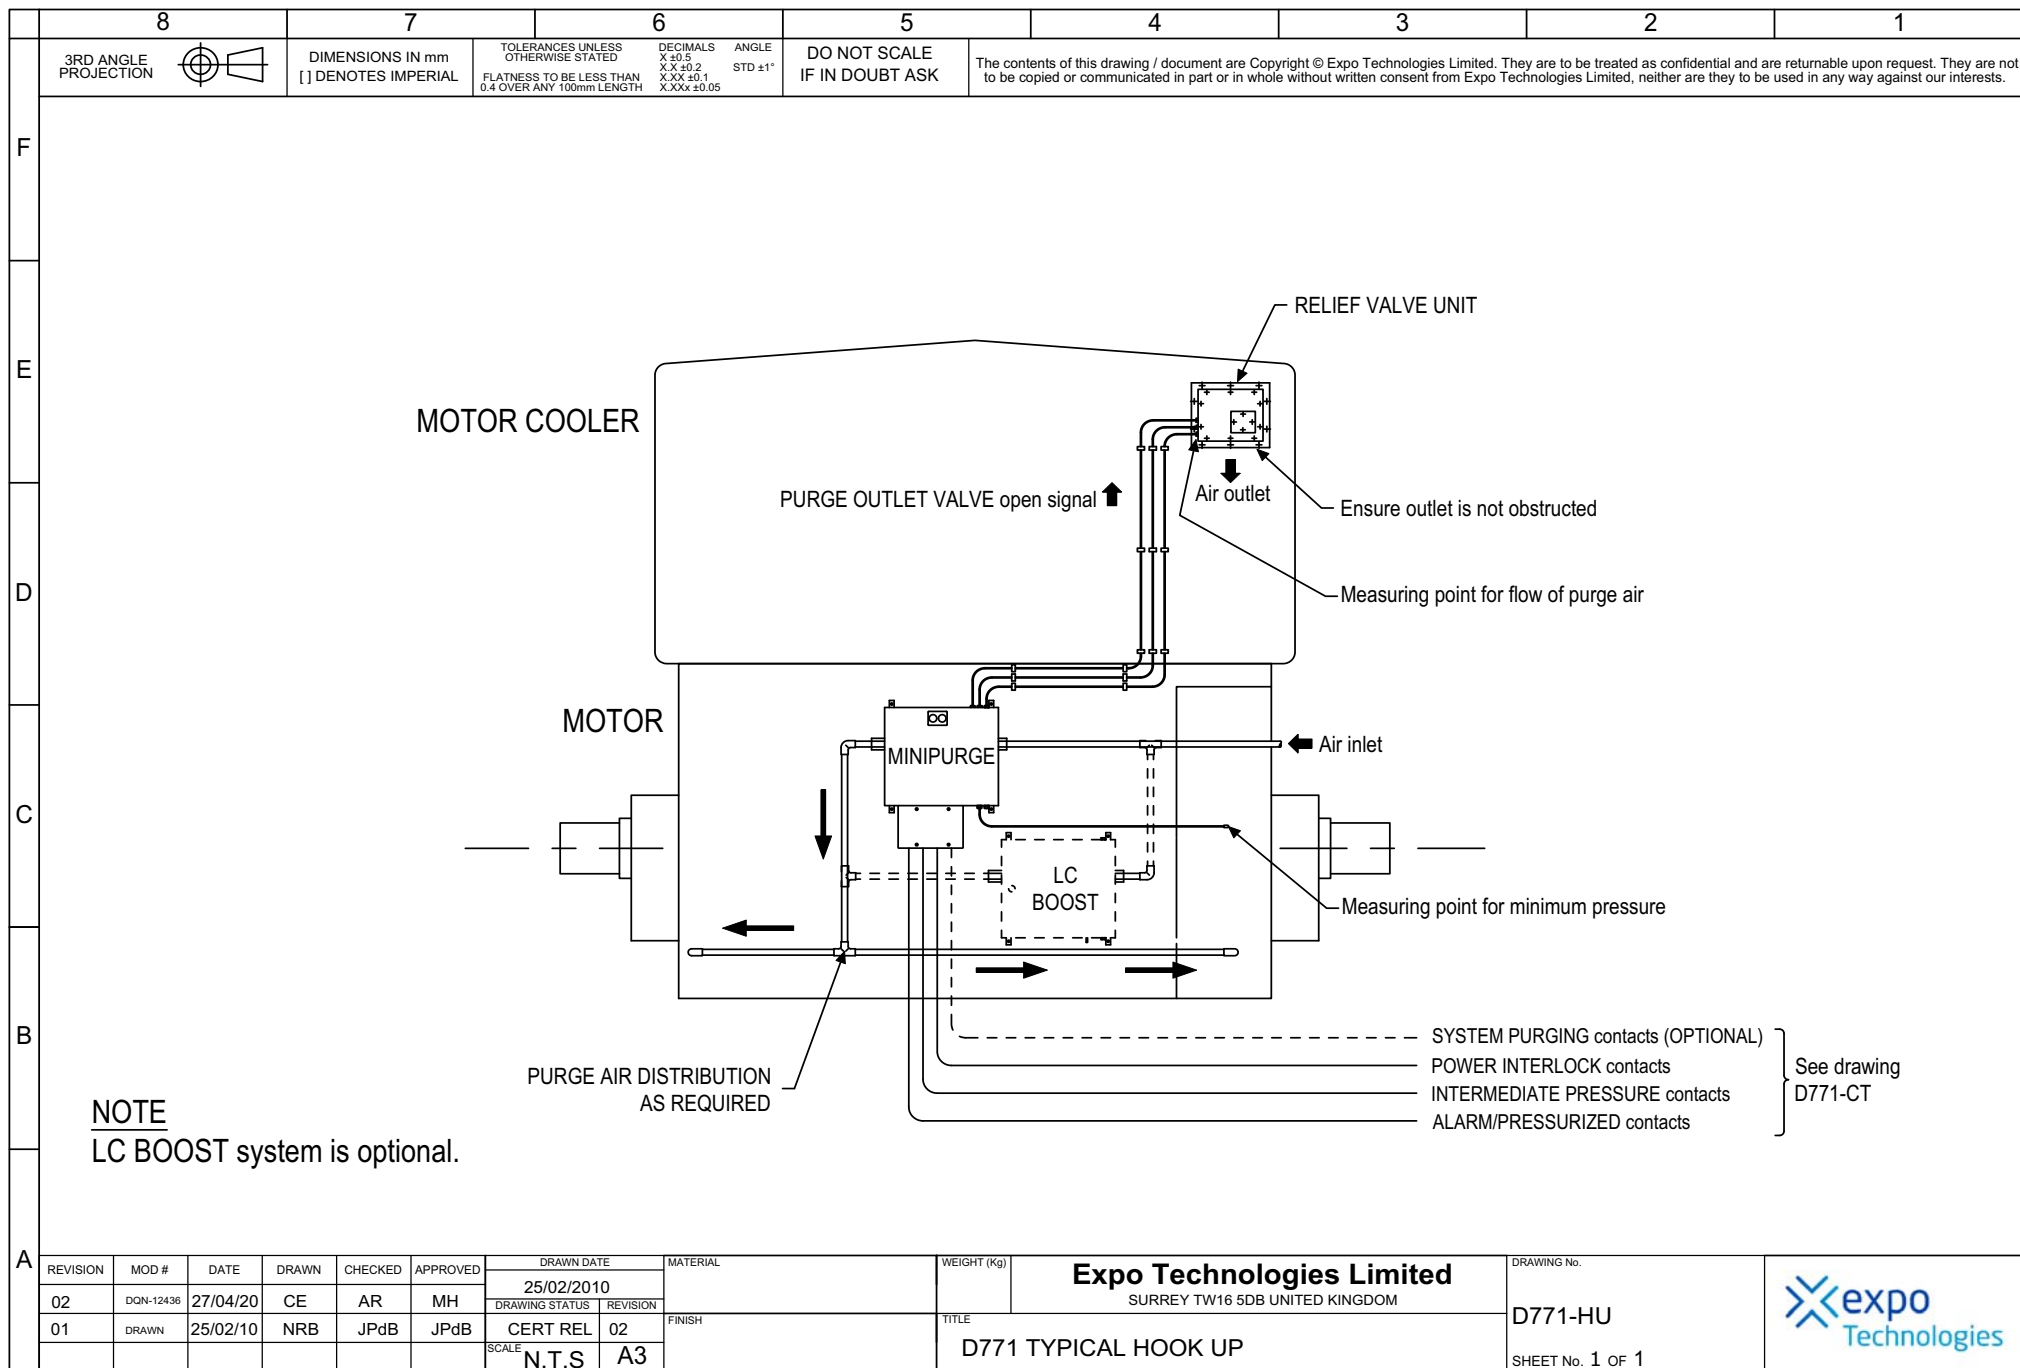 8 7 6 5 4 3 2 1
3RD ANGLE
PROJECTION
DIMENSIONS IN mm
[ ] DENOTES IMPERIAL
TOLERANCES UNLESS
OTHERWISE STATED
FLATNESS TO BE LESS THAN
0.4 OVER ANY 100mm LENGTH
DECIMALS
X ±0.5
X.X ±0.2
X.XX ±0.1
X.XXx ±0.05
ANGLE
STD ±1°
DO NOT SCALE
IF IN DOUBT ASK
The contents of this drawing / document are Copyright © Expo Technologies Limited. They are to be treated as confidential and are returnable upon request. They are not
to be copied or communicated in part or in whole without written consent from Expo Technologies Limited, neither are they to be used in any way against our interests.
F
E
D
C
B
A
RELIEF VALVE UNIT
MOTOR COOLER
PURGE OUTLET VALVE open signal
Air outlet
Ensure outlet is not obstructed
Measuring point for flow of purge air
MOTOR
MINIPURGE
Air inlet
LC
BOOST
Measuring point for minimum pressure
SYSTEM PURGING contacts (OPTIONAL)
POWER INTERLOCK contacts
INTERMEDIATE PRESSURE contacts
ALARM/PRESSURIZED contacts
See drawing
D771-CT
PURGE AIR DISTRIBUTION
AS REQUIRED
NOTE
LC BOOST system is optional.
REVISION MOD # DATE DRAWN CHECKED APPROVED
02 DQN-12436 27/04/20 CE AR MH
01 DRAWN 25/02/10 NRB JPdB JPdB
DRAWN DATE
25/02/2010
DRAWING STATUS REVISION
CERT REL 02
SCALE N.T.S A3
MATERIAL
FINISH
WEIGHT (Kg)
Expo Technologies Limited
SURREY TW16 5DB UNITED KINGDOM
TITLE
D771 TYPICAL HOOK UP
DRAWING No.
D771-HU
SHEET No. 1 OF 1
expo
Technologies